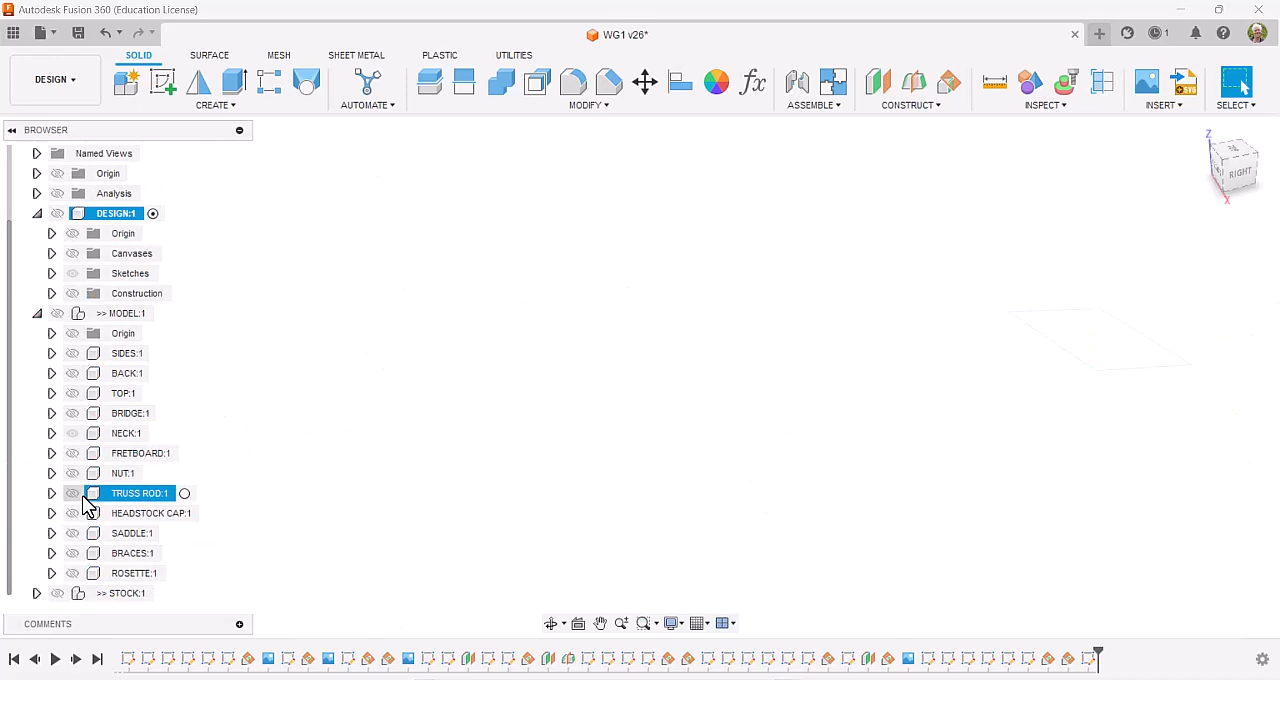 Autodesk Fusion 360 (Education License)
WG1 v26*
1
SOLID SURFACE MESH SHEET METAL PLASTIC UTILITIES
DESIGN
CREATE AUTOMATE MODIFY ASSEMBLE CONSTRUCT INSPECT INSERT SELECT
fx
BROWSER
Z
RIGHT
X
Named Views
Origin
Analysis
DESIGN:1
Origin
Canvases
Sketches
Construction
>> MODEL:1
Origin
SIDES:1
BACK:1
TOP:1
BRIDGE:1
NECK:1
FRETBOARD:1
NUT:1
TRUSS ROD:1
HEADSTOCK CAP:1
SADDLE:1
BRACES:1
ROSETTE:1
>> STOCK:1
COMMENTS